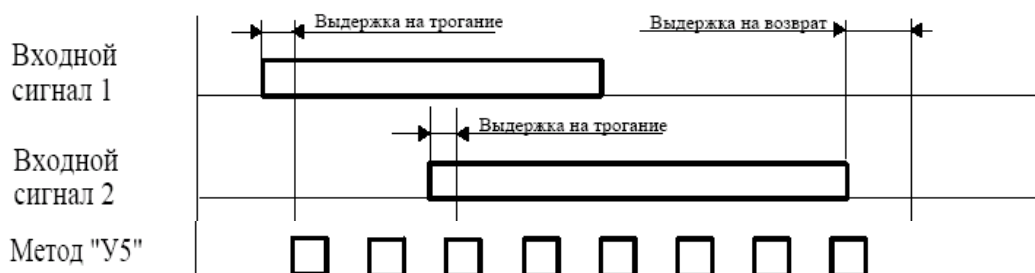 Выдержка на трогание
Выдержка на возврат
Входной
сигнал 1
Выдержка на трогание
Входной
сигнал 2
Метод "У5"